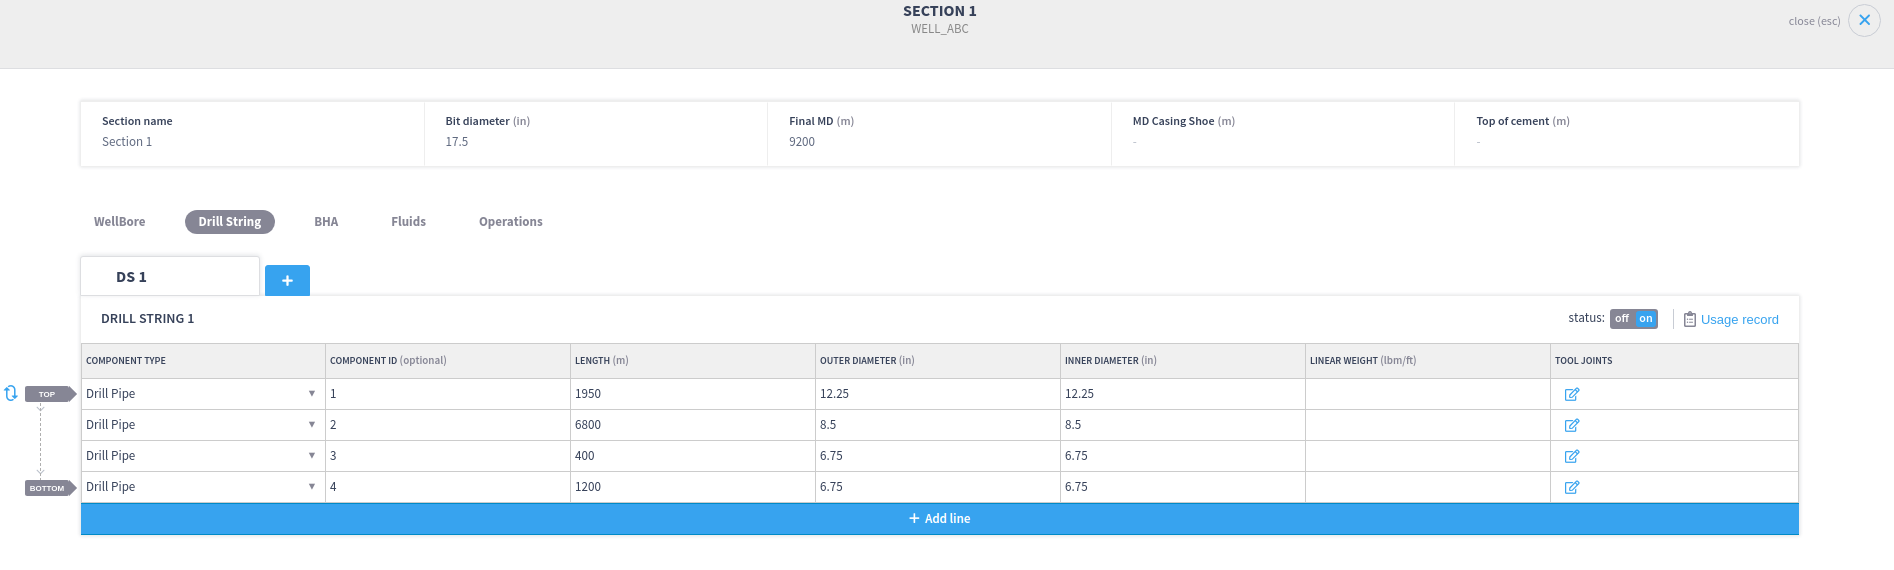 SECTION 1
WELL_ABC
close (esc)
Section name Bit diameter (in) Final MD (m) MD Casing Shoe (m) Top of cement (m)
Section 1 17.5 9200 - -
WellBore Drill String BHA Fluids Operations
DS 1 +
DRILL STRING 1 status: off on Usage record
COMPONENT TYPE COMPONENT ID (optional) LENGTH (m) OUTER DIAMETER (in) INNER DIAMETER (in) LINEAR WEIGHT (lbm/ft) TOOL JOINTS
TOP Drill Pipe 1 1950 12.25 12.25
Drill Pipe 2 6800 8.5 8.5
Drill Pipe 3 400 6.75 6.75
BOTTOM Drill Pipe 4 1200 6.75 6.75
+ Add line